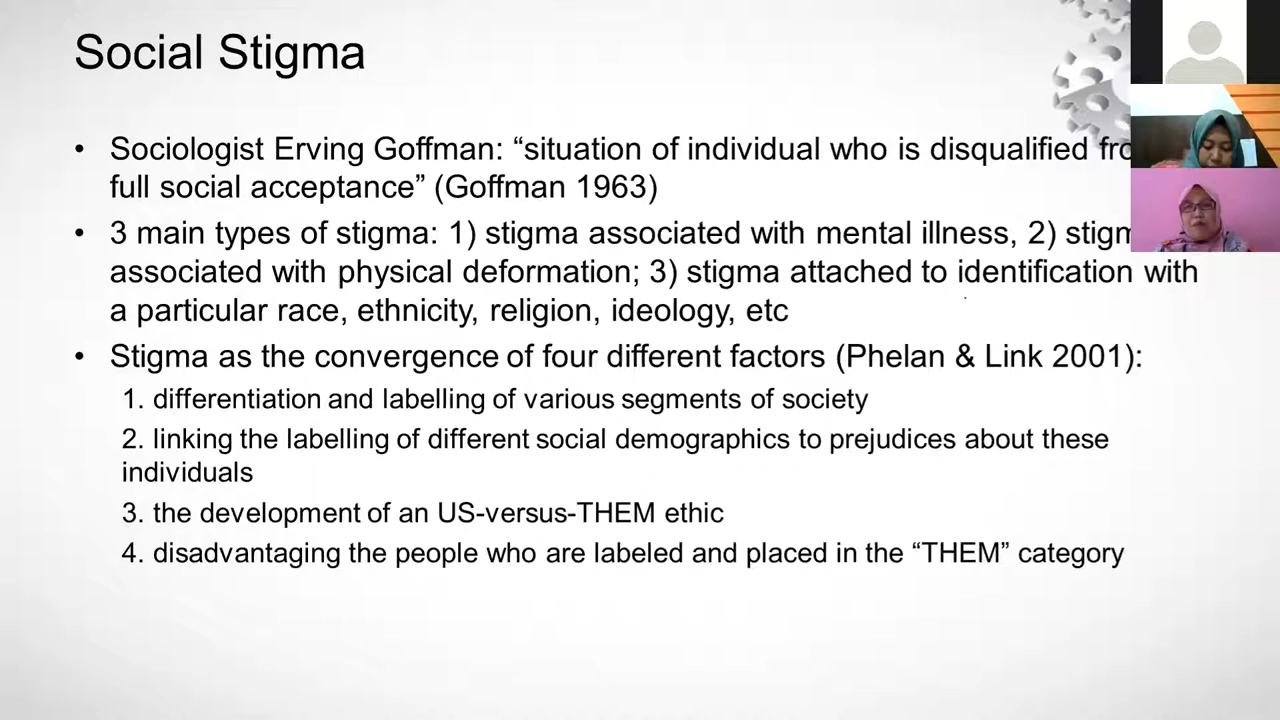 Social Stigma
• Sociologist Erving Goffman: “situation of individual who is disqualified
full social acceptance” (Goffman 1963)
• 3 main types of stigma: 1) stigma associated with mental illness, 2)
associated with physical deformation; 3) stigma attached to identification with
a particular race, ethnicity, religion, ideology, etc
• Stigma as the convergence of four different factors (Phelan & Link 2001):
1. differentiation and labelling of various segments of society
2. linking the labelling of different social demographics to prejudices about these
individuals
3. the development of an US-versus-THEM ethic
4. disadvantaging the people who are labeled and placed in the “THEM” category